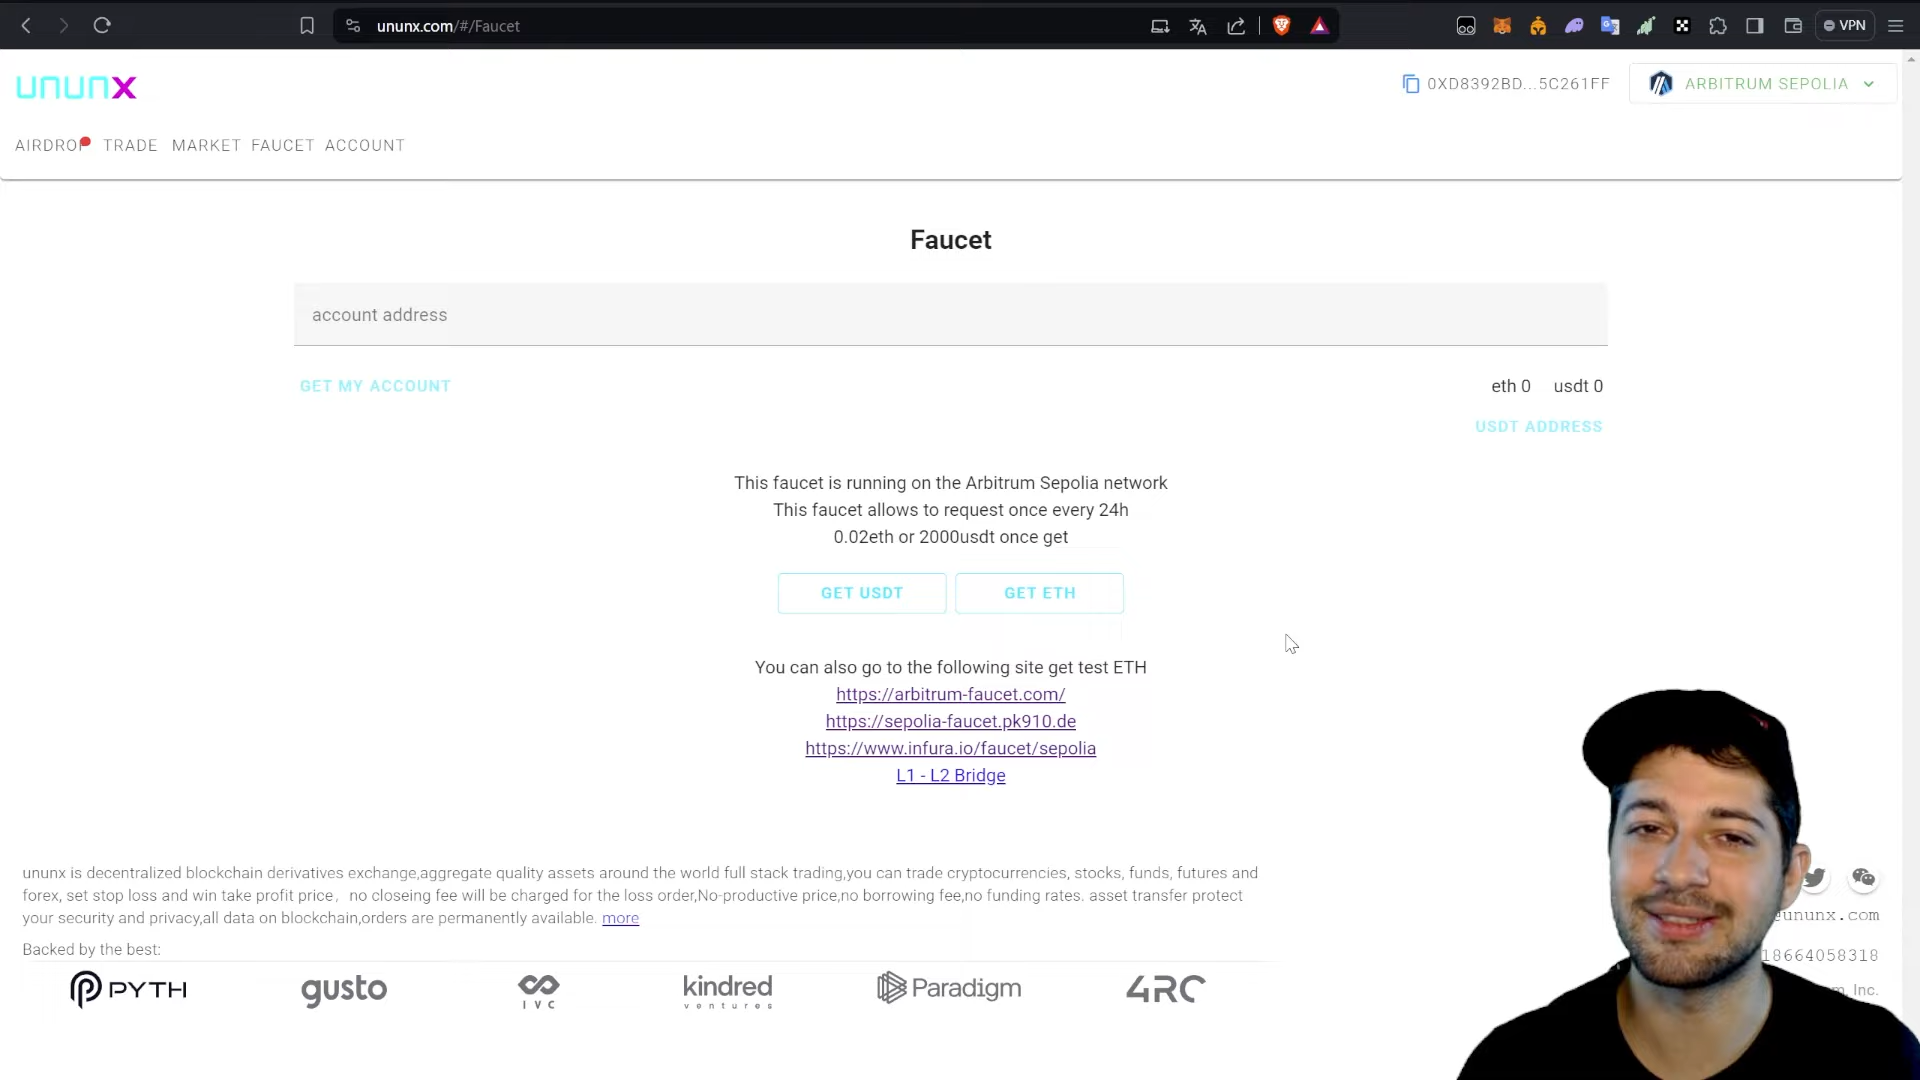 ununx.com/#/Faucet
VPN
ununx
0XD8392BD...5C261FF
ARBITRUM SEPOLIA
AIRDROP TRADE MARKET FAUCET ACCOUNT
Faucet
account address
GET MY ACCOUNT
eth 0 usdt 0
USDT ADDRESS
This faucet is running on the Arbitrum Sepolia network
This faucet allows to request once every 24h
0.02eth or 2000usdt once get
GET USDT GET ETH
You can also go to the following site get test ETH
https://arbitrum-faucet.com/
https://sepolia-faucet.pk910.de
https://www.infura.io/faucet/sepolia
L1 - L2 Bridge
ununx is decentralized blockchain derivatives exchange,aggregate quality assets around the world full stack trading,you can trade cryptocurrencies, stocks, funds, futures and
forex, set stop loss and win take profit price，no closeing fee will be charged for the loss order,No-productive price,no borrowing fee,no funding rates. asset transfer protect
your security and privacy,all data on blockchain,orders are permanently available. more
@ununx.com
18664058318
Inc.
Backed by the best:
PYTH
gusto
IVC
kindred
ventures
Paradigm
4RC